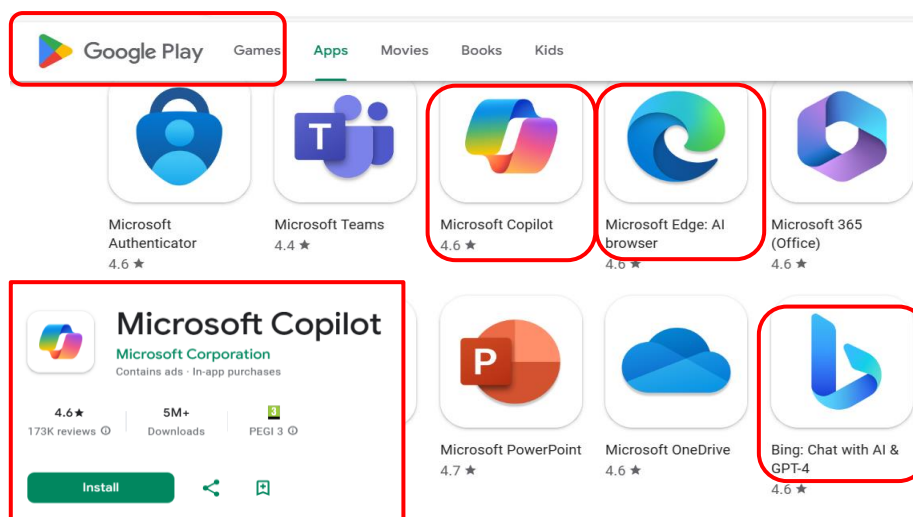 Google Play Games Apps Movies Books Kids
T
Microsoft
Authenticator
4.6 ★
Microsoft Teams
4.4 ★
Microsoft Copilot
4.6 ★
Microsoft Edge: AI
browser
4.6 ★
Microsoft 365
(Office)
4.6 ★
Microsoft Copilot
Microsoft Corporation
Contains ads · In-app purchases
4.6★ 5M+ 3
173K reviews Downloads PEGI 3
Install
P
Microsoft PowerPoint
4.7 ★
Microsoft OneDrive
4.6 ★
Bing: Chat with AI &
GPT-4
4.6 ★